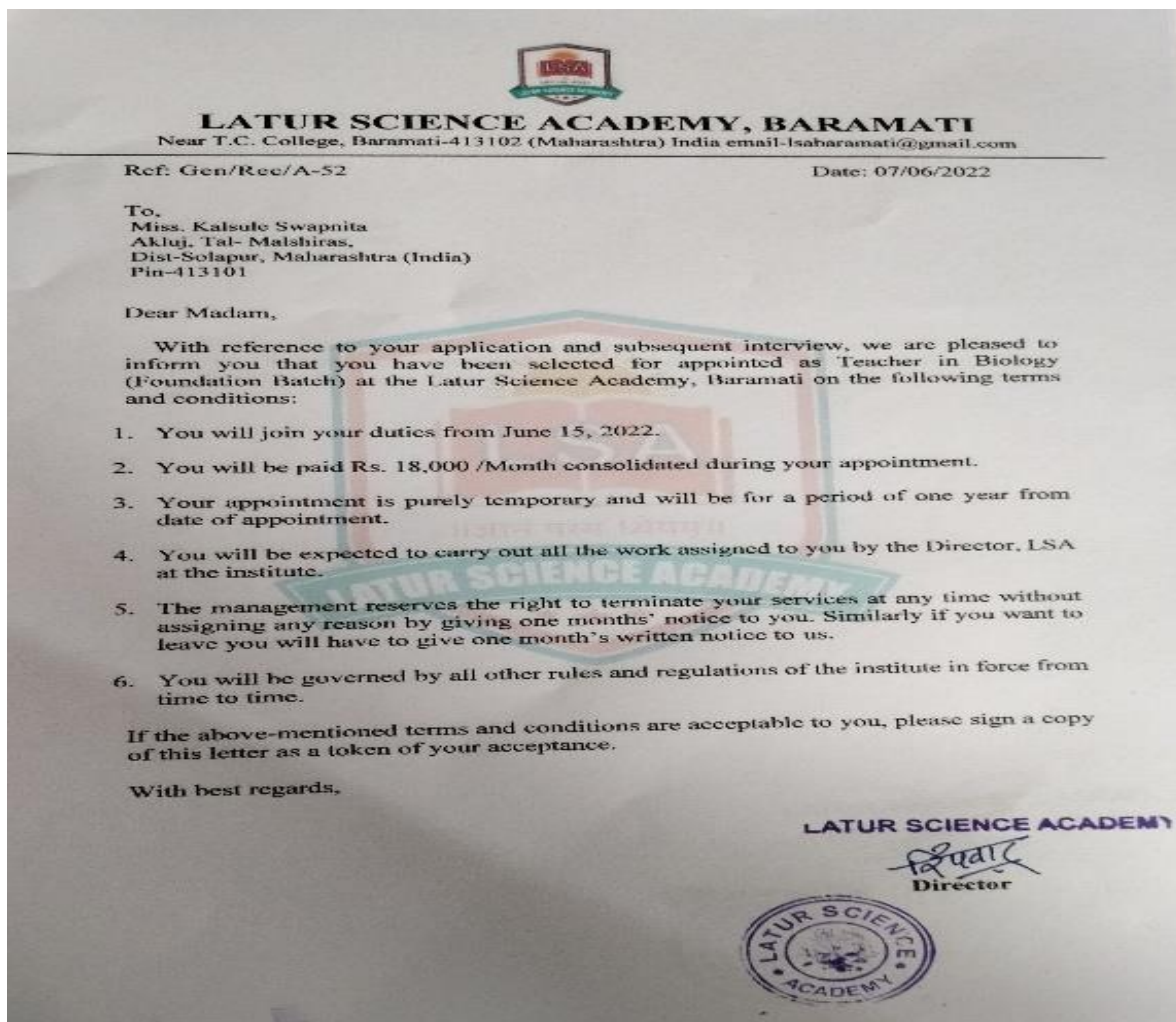 LSA
LATUR SCIENCE ACADEMY
LATUR SCIENCE ACADEMY, BARAMATI
Near T.C. College, Baramati-413102 (Maharashtra) India email-lsabaramati@gmail.com
Ref: Gen/Rec/A-52 Date: 07/06/2022
To,
Miss. Kalsule Swapnita
Akluj, Tal- Malshiras,
Dist-Solapur, Maharashtra (India)
Pin-413101
Dear Madam,
With reference to your application and subsequent interview, we are pleased to
inform you that you have been selected for appointed as Teacher in Biology
(Foundation Batch) at the Latur Science Academy, Baramati on the following terms
and conditions:
1. You will join your duties from June 15, 2022.
2. You will be paid Rs. 18,000 /Month consolidated during your appointment.
3. Your appointment is purely temporary and will be for a period of one year from
date of appointment.
4. You will be expected to carry out all the work assigned to you by the Director, LSA
at the institute.
5. The management reserves the right to terminate your services at any time without
assigning any reason by giving one months' notice to you. Similarly if you want to
leave you will have to give one month's written notice to us.
6. You will be governed by all other rules and regulations of the institute in force from
time to time.
If the above-mentioned terms and conditions are acceptable to you, please sign a copy
of this letter as a token of your acceptance.
With best regards,
LSA
LATUR SCIENCE ACADEMY
LATUR SCIENCE ACADEMY
Director
LATUR SCIENCE
ACADEMY